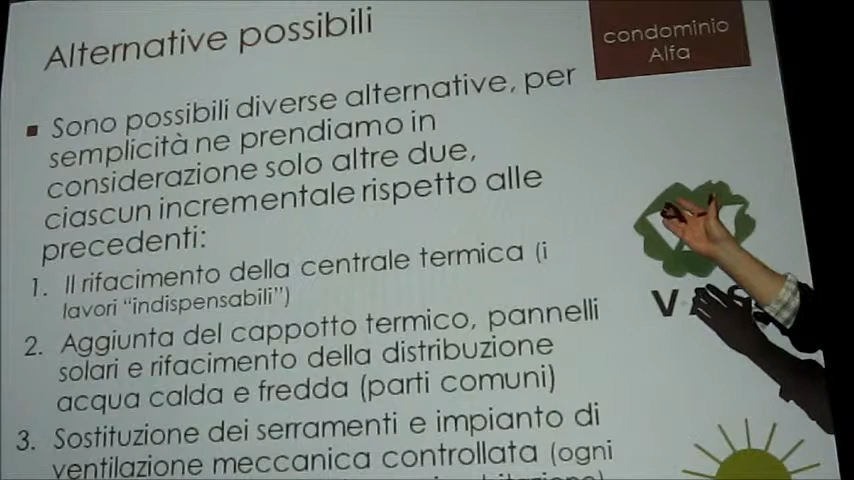 Alternative possibili
condominio
Alfa
Sono possibili diverse alternative, per
semplicità ne prendiamo in
considerazione solo altre due,
ciascun incrementale rispetto alle
precedenti:
1. Il rifacimento della centrale termica (i
lavori “indispensabili”)
2. Aggiunta del cappotto termico, pannelli
solari e rifacimento della distribuzione
acqua calda e fredda (parti comuni)
3. Sostituzione dei serramenti e impianto di
ventilazione meccanica controllata (ogni